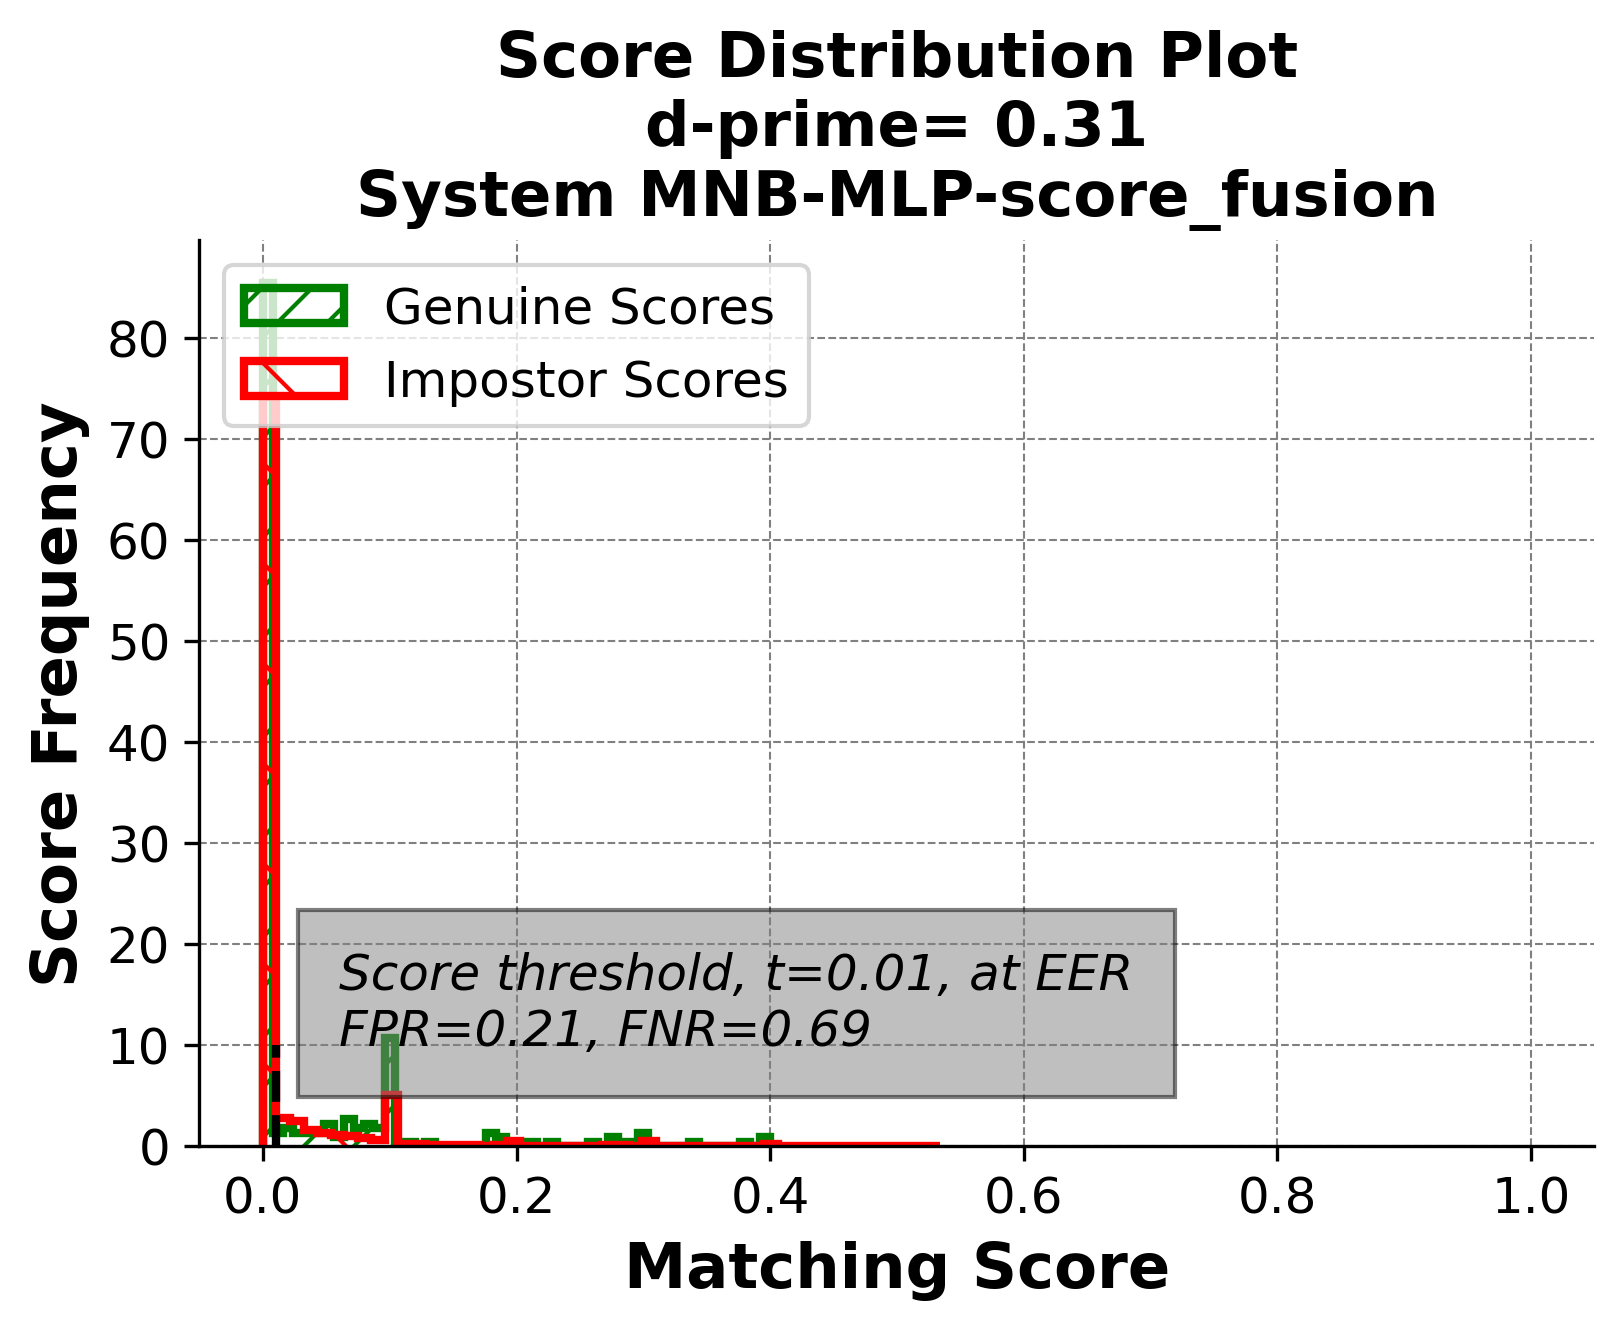 Score Distribution Plot
d-prime= 0.31
System MNB-MLP-score_fusion
Genuine Scores
Impostor Scores
Score Frequency
80
70
60
50
40
30
20
10
0
Score threshold, t=0.01, at EER
FPR=0.21, FNR=0.69
0.0 0.2 0.4 0.6 0.8 1.0
Matching Score